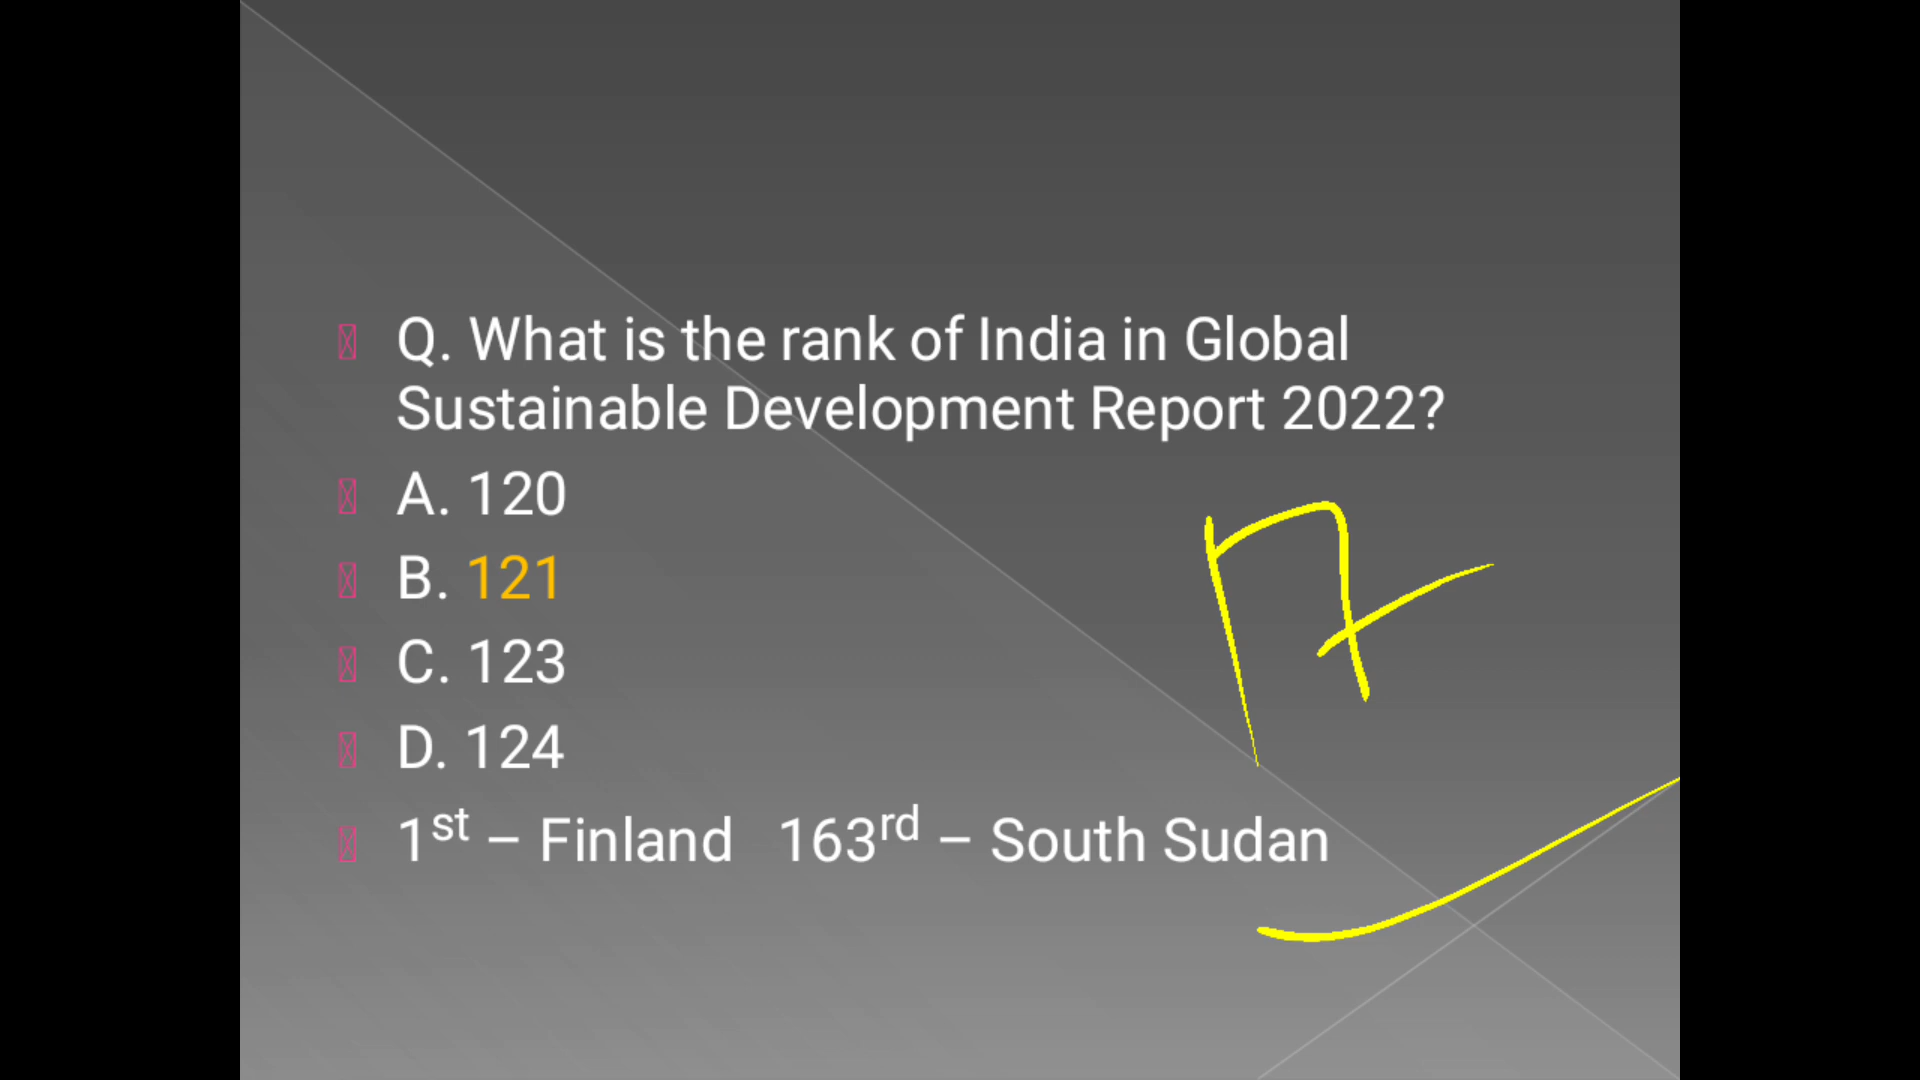 Q. What is the rank of India in Global
Sustainable Development Report 2022?
A. 120
B. 121
C. 123
D. 124
1st – Finland 163rd – South Sudan
17